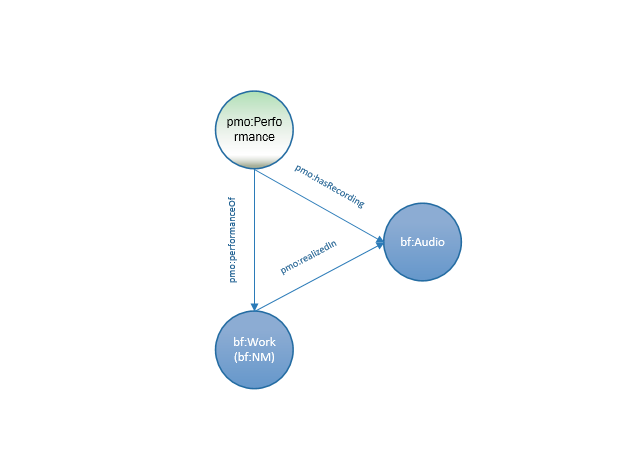 pmo:Perfo
rmance
pmo:hasRecording
pmo:performanceOf
bf:Audio
pmo:realizedIn
bf:Work
(bf:NM)